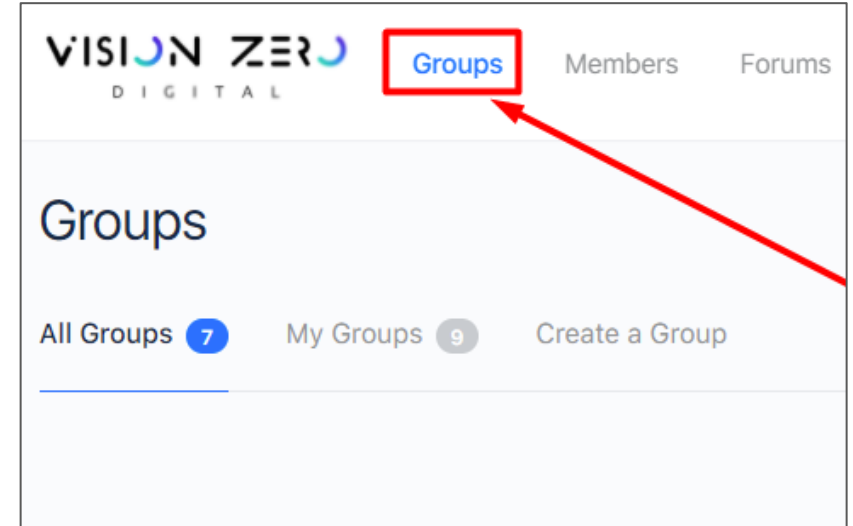 VISION ZERO
DIGITAL
Groups Members Forums
Groups
All Groups 7 My Groups 9 Create a Group